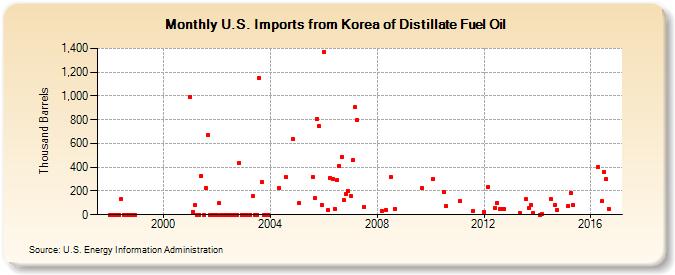 Monthly U.S. Imports from Korea of Distillate Fuel Oil
Thousand Barrels
1,400
1,200
1,000
800
600
400
200
0
2000 2004 2008 2012 2016
Source: U.S. Energy Information Administration